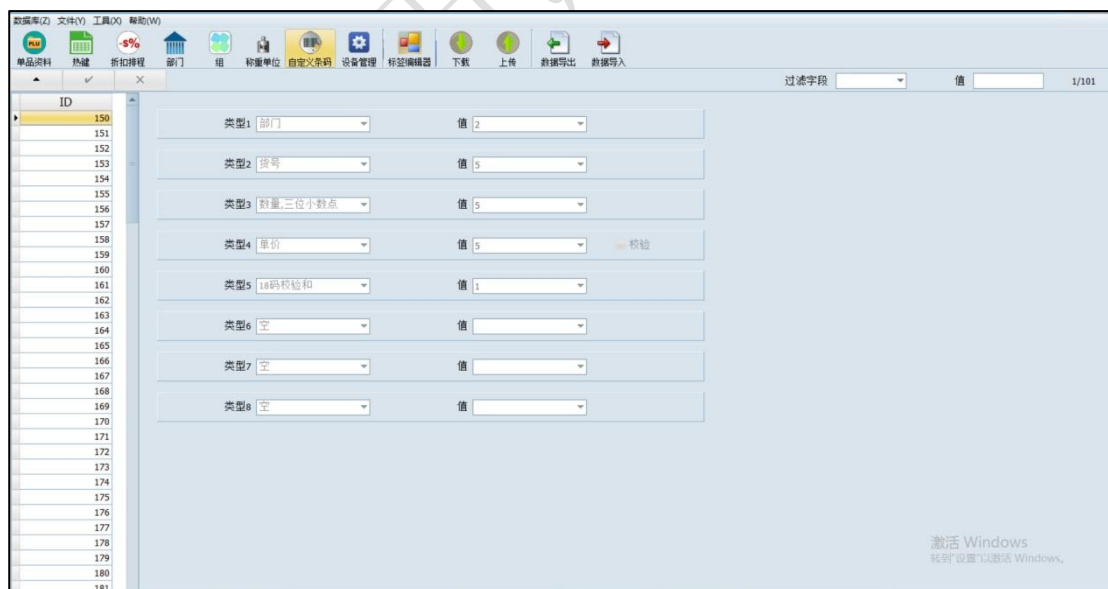 数据库(Z) 文件(Y) 工具(X) 帮助(W)
PLU -$%
单品资料 热键 折扣排程 部门 组 称重单位 自定义条码 设备管理 标签编辑器 下载 上传 数据导出 数据导入
过滤字段 值 1/101
ID
150
类型1 部门 值 2
151
152
153
类型2 货号 值 5
154
155
156
类型3 数量,三位小数点 值 5
157
158
类型4 单价 值 5 校验
159
160
161
类型5 18码校验和 值 1
162
163
164
类型6 空 值
165
166
167
类型7 空 值
168
169
类型8 空 值
170
171
172
173
174
175
176
177
178
激活 Windows
179
转到"设置"以激活 Windows。
180
181